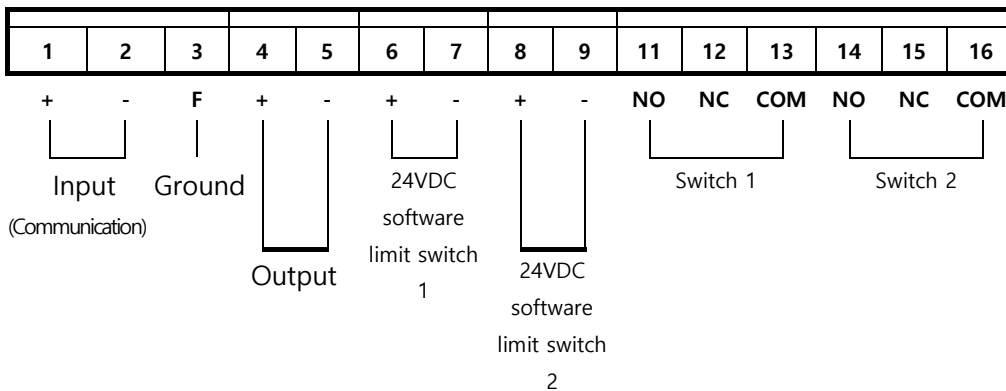 1 2 3 4 5 6 7 8 9 11 12 13 14 15 16
+ - F + - + - + - NO NC COM NO NC COM
Input Ground 24VDC Switch 1 Switch 2
(Communication) software
Output limit switch 24VDC
1 software
limit switch
2